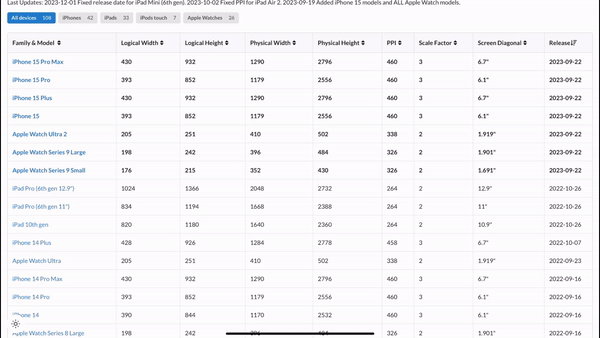 Last Updates: 2023-12-01 Fixed release date for iPad Mini (6th gen). 2023-10-02 Fixed PPI for iPad Air 2. 2023-09-19 Added iPhone 15 models and ALL Apple Watch models.
All devices 108 iPhones 42 iPads 33 iPods touch 7 Apple Watches 26
Family & Model Logical Width Logical Height Physical Width Physical Height PPI Scale Factor Screen Diagonal Release
iPhone 15 Pro Max 430 932 1290 2796 460 3 6.7" 2023-09-22
iPhone 15 Pro 393 852 1179 2556 460 3 6.1" 2023-09-22
iPhone 15 Plus 430 932 1290 2796 460 3 6.7" 2023-09-22
iPhone 15 393 852 1179 2556 460 3 6.1" 2023-09-22
Apple Watch Ultra 2 205 251 410 502 338 2 1.919" 2023-09-22
Apple Watch Series 9 Large 198 242 396 484 326 2 1.901" 2023-09-22
Apple Watch Series 9 Small 176 215 352 430 326 2 1.691" 2023-09-22
iPad Pro (6th gen 12.9") 1024 1366 2048 2732 264 2 12.9" 2022-10-26
iPad Pro (6th gen 11") 834 1194 1668 2388 264 2 11" 2022-10-26
iPad 10th gen 820 1180 1640 2360 264 2 10.9" 2022-10-26
iPhone 14 Plus 428 926 1284 2778 458 3 6.7" 2022-10-07
Apple Watch Ultra 205 251 410 502 338 2 1.919" 2022-09-23
iPhone 14 Pro Max 430 932 1290 2796 460 3 6.7" 2022-09-16
iPhone 14 Pro 393 852 1179 2556 460 3 6.1" 2022-09-16
iPhone 14 390 844 1170 2532 460 3 6.1" 2022-09-16
Apple Watch Series 8 Large 198 242 396 484 326 2 1.901" 2022-09-16